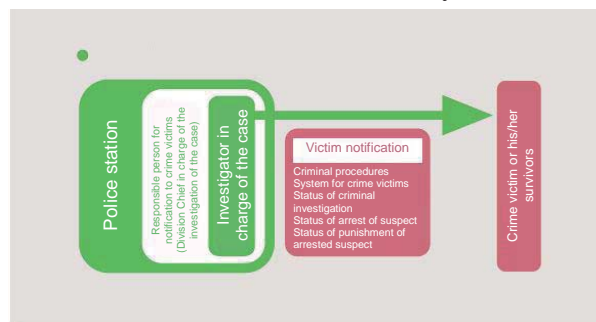 Police station
Responsible person for
notification to crime victims
(Division Chief in charge of the
investigation of the case)
Investigator in
charge of the case
Victim notification
Criminal procedures
System for crime victims
Status of criminal
investigation
Status of arrest of suspect
Status of punishment of
arrested suspect
Crime victim or his/her
survivors